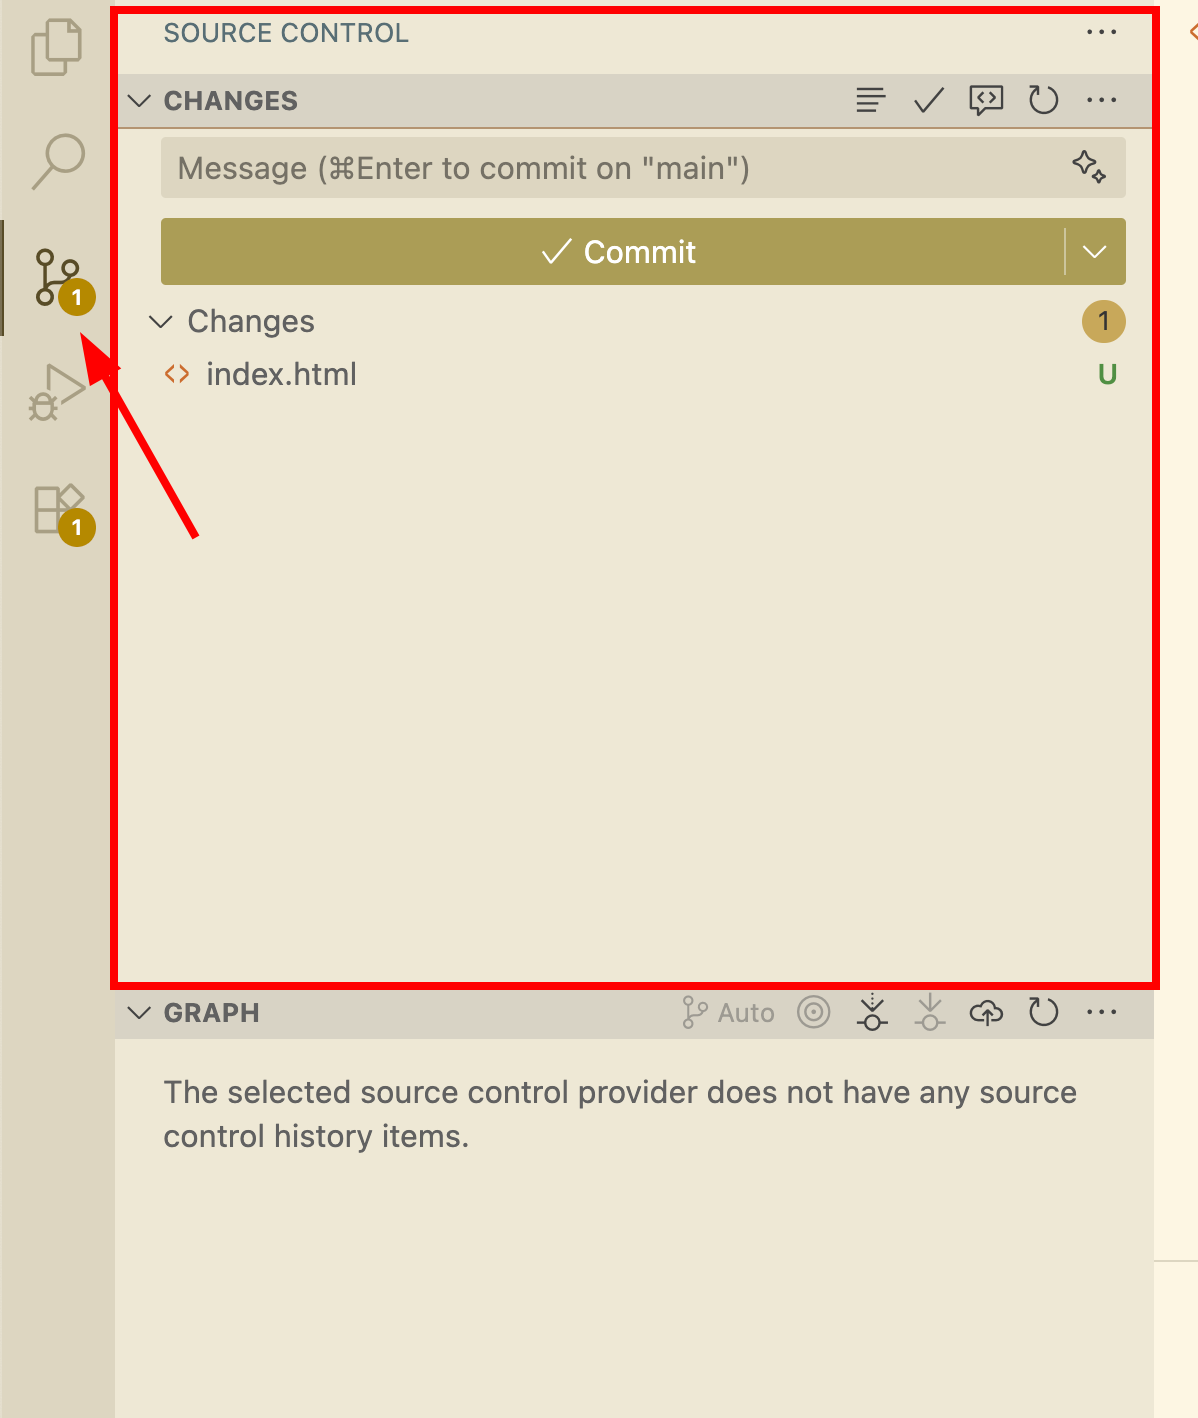 SOURCE CONTROL
CHANGES
Message (⌘Enter to commit on "main")
Commit
1
Changes
1
index.html
U
1
GRAPH
Auto
The selected source control provider does not have any source
control history items.